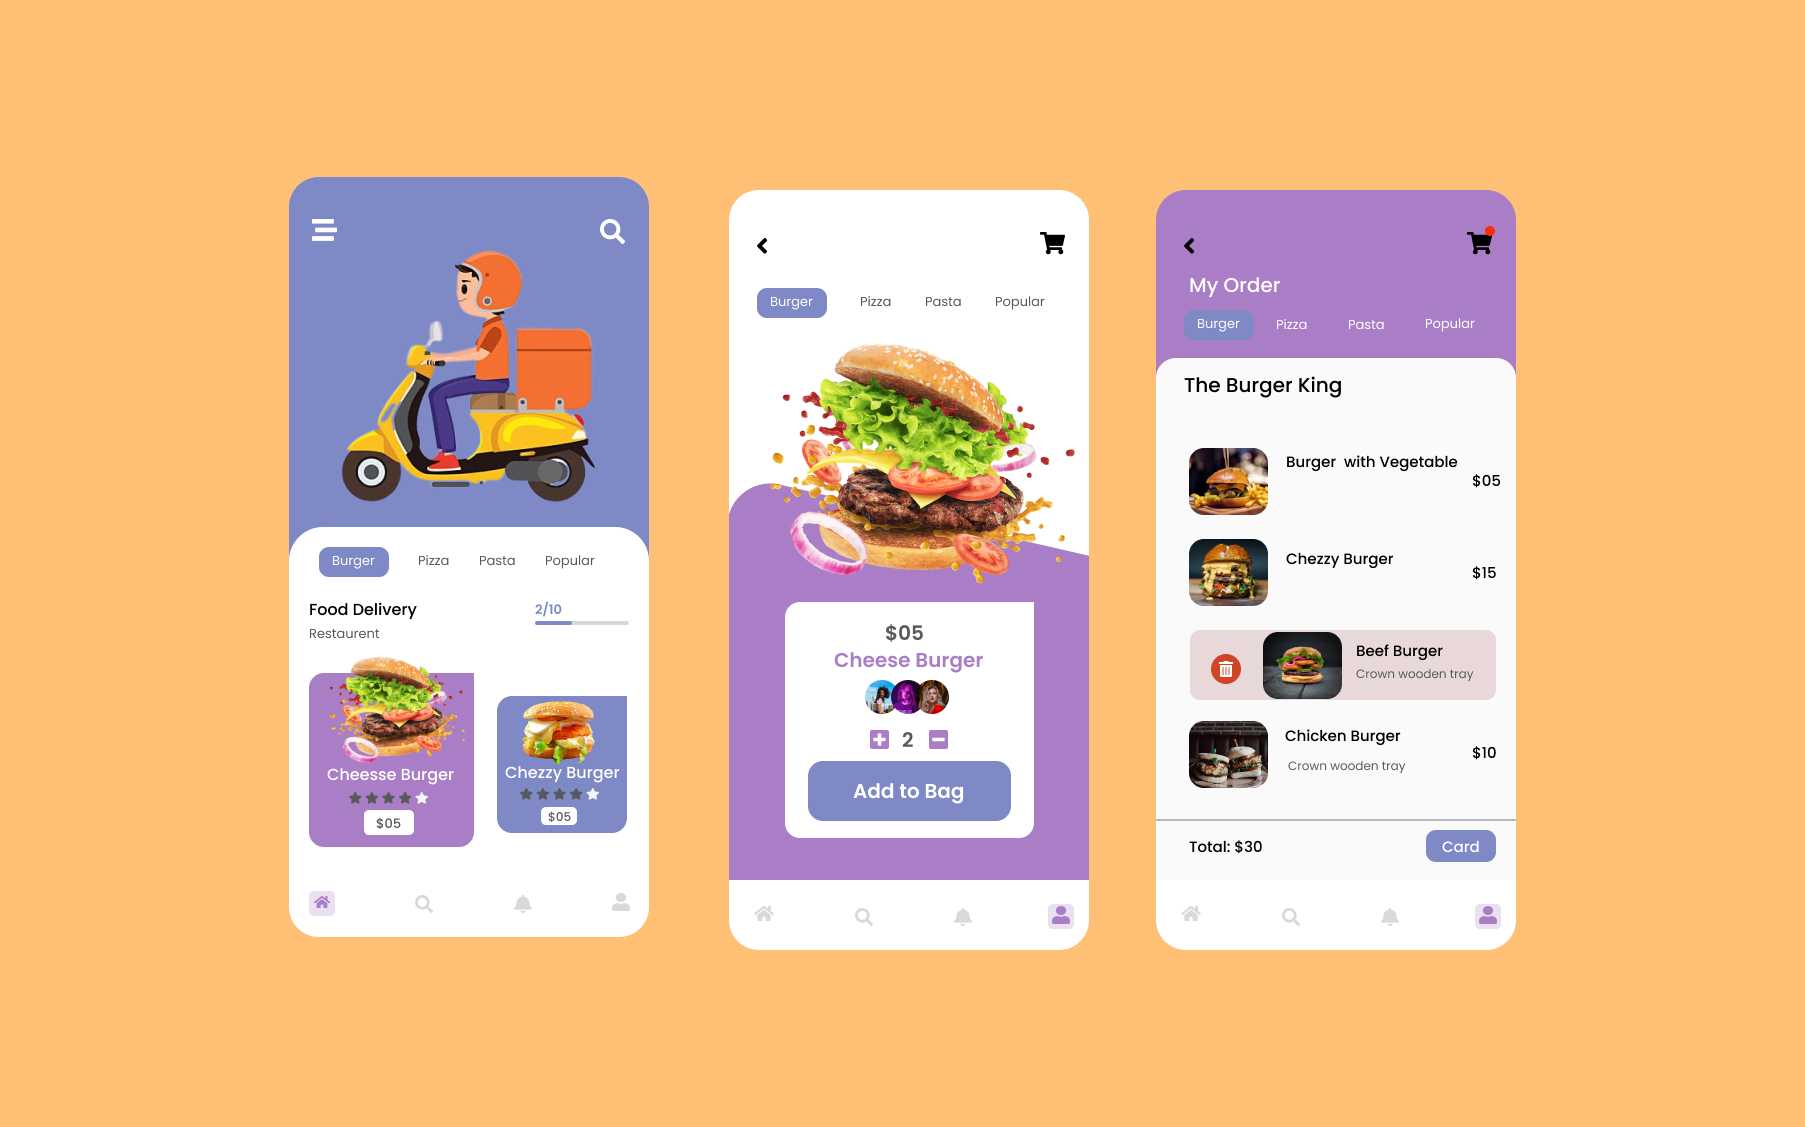 Burger Pizza Pasta Popular
Food Delivery 2/10
Restaurent
Cheesse Burger
$05
Chezzy Burger
$05
Burger Pizza Pasta Popular
$05
Cheese Burger
2
Add to Bag
My Order
Burger Pizza Pasta Popular
The Burger King
Burger with Vegetable
$05
Chezzy Burger
$15
Beef Burger
Crown wooden tray
Chicken Burger
$10
Crown wooden tray
Total: $30 Card